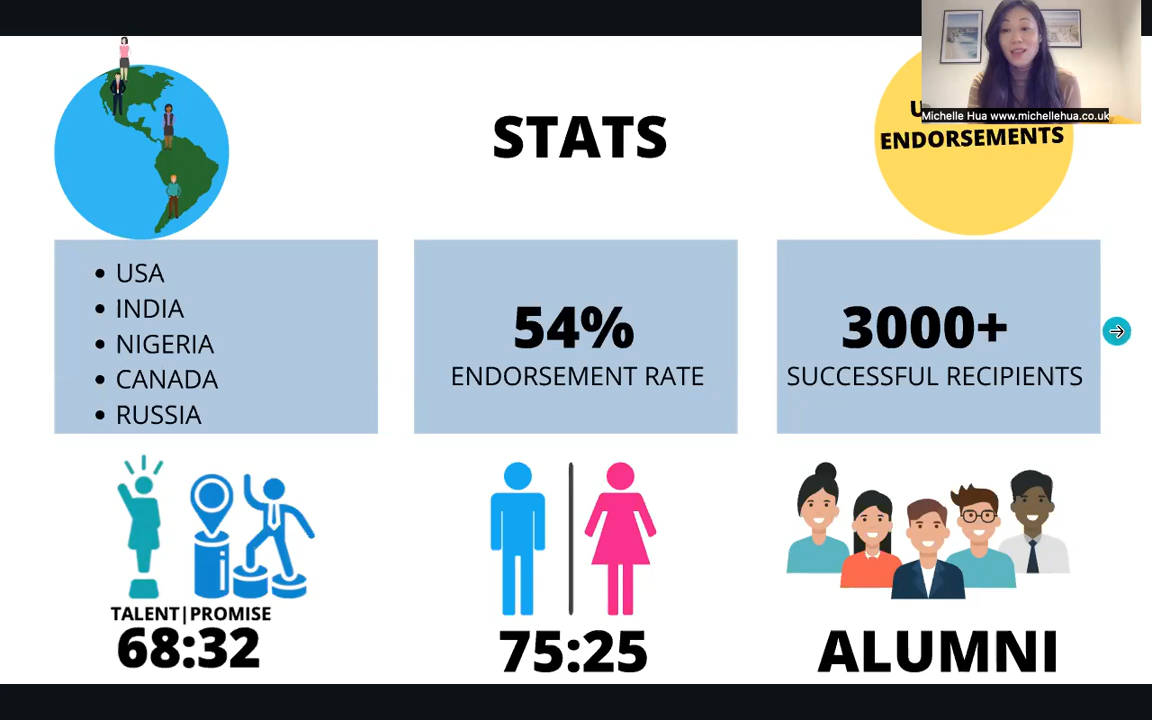 Michelle Hua www.michellehua.co.uk
STATS
ENDORSEMENTS
• USA
• INDIA
• NIGERIA
• CANADA
• RUSSIA
54%
ENDORSEMENT RATE
3000+
SUCCESSFUL RECIPIENTS
TALENT|PROMISE
68:32
75:25
ALUMNI